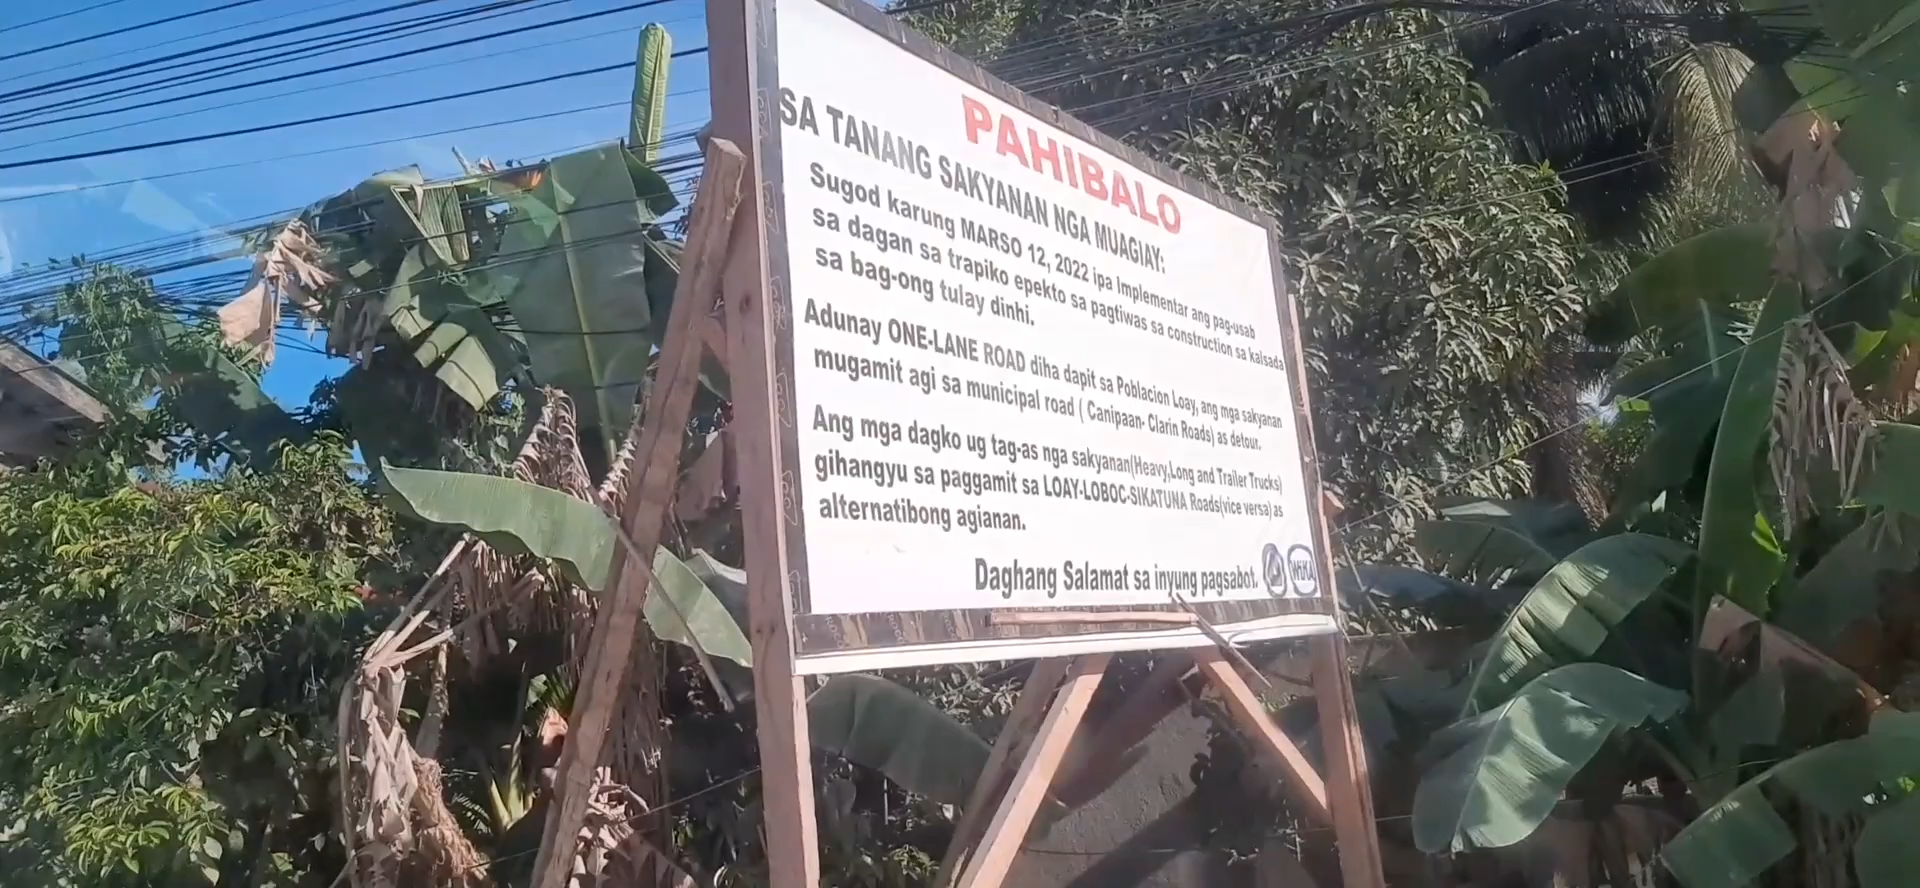 PAHIBALO
SA TANANG SAKYANAN NGA MUAGIAY:
Sugod karung MARSO 12, 2022 ipa Implementar ang pag-usab
sa dagan sa trapiko epekto sa pagtiwas sa construction sa kalsada
sa bag-ong tulay dinhi.
Adunay ONE-LANE ROAD diha dapit sa Poblacion Loay, ang mga sakyanan
mugamit agi sa municipal road ( Canipaan- Clarin Roads) as detour.
Ang mga dagko ug tag-as nga sakyanan(Heavy,Long and Trailer Trucks)
gihangyu sa paggamit sa LOAY-LOBOC-SIKATUNA Roads(vice versa) as
alternatibong agianan.
Daghang Salamat sa inyung pagsabot.